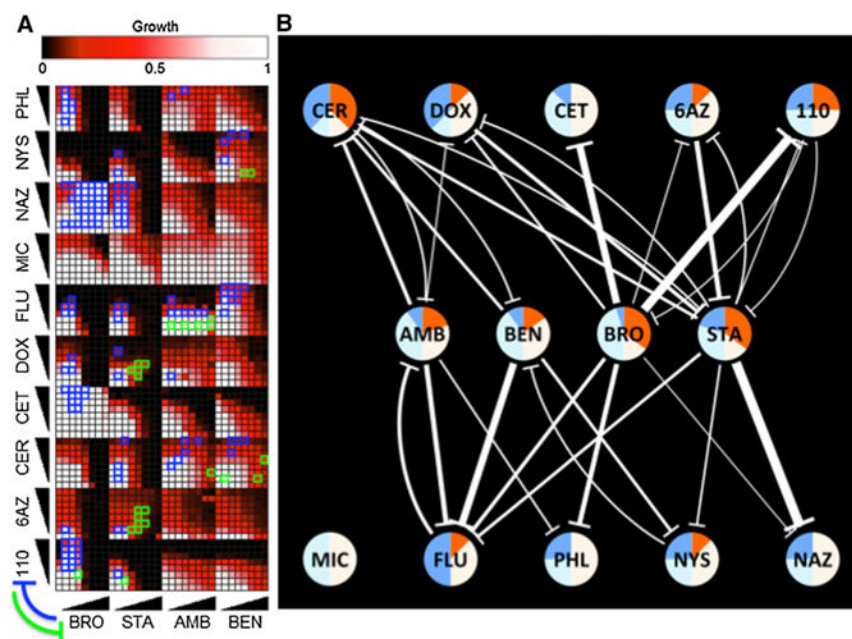 A
Growth
0 0.5 1
PHL
NYS
NAZ
MIC
FLU
DOX
CET
CER
6AZ
110
BRO STA AMB BEN
B
CER DOX CET 6AZ 110
AMB BEN BRO STA
MIC FLU PHL NYS NAZ